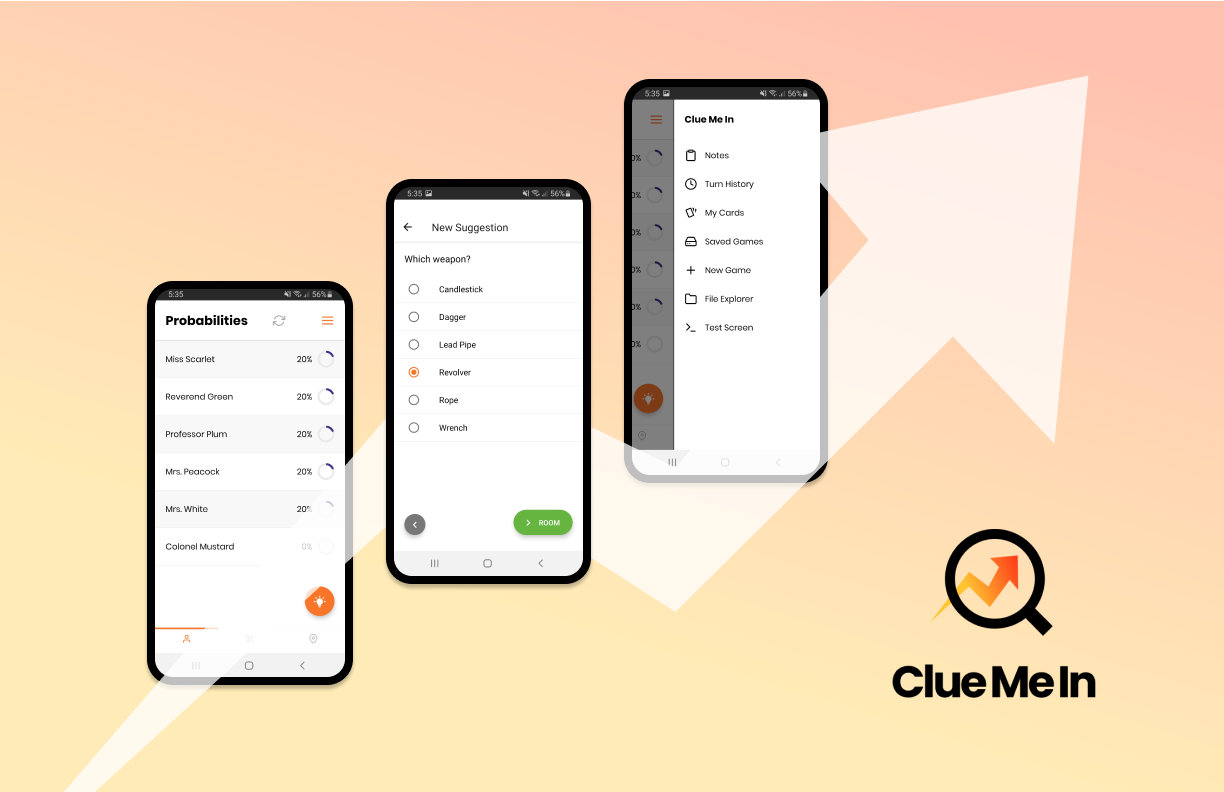 5:35 56%
Probabilities
Miss Scarlet 20%
Reverend Green 20%
Professor Plum 20%
Mrs. Peacock 20%
Mrs. White 20%
Colonel Mustard 0%
5:35 56%
New Suggestion
Which weapon?
Candlestick
Dagger
Lead Pipe
Revolver
Rope
Wrench
ROOM
5:35 56%
Clue Me In
Notes
Turn History
My Cards
Saved Games
New Game
File Explorer
Test Screen
0%
0%
0%
0%
0%
0%
Clue Me In